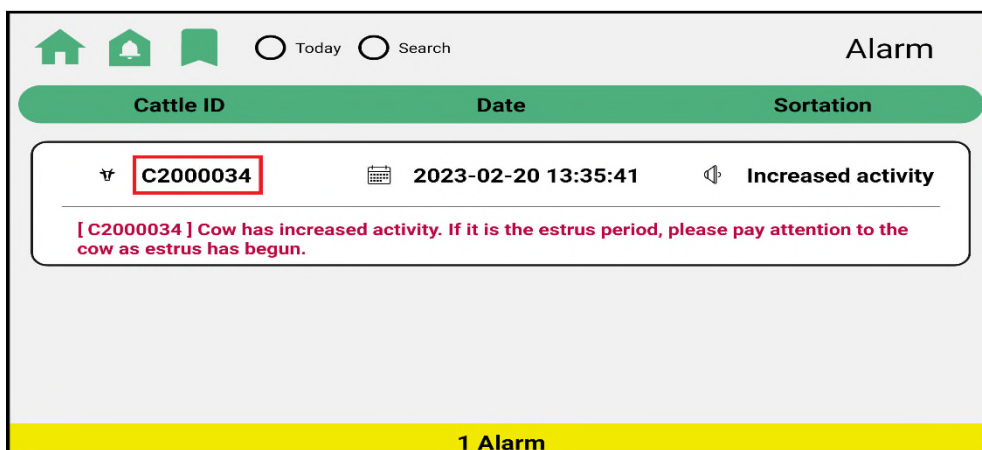 Today Search Alarm
Cattle ID Date Sortation
C2000034 2023-02-20 13:35:41 Increased activity
[ C2000034 ] Cow has increased activity. If it is the estrus period, please pay attention to the
cow as estrus has begun.
1 Alarm